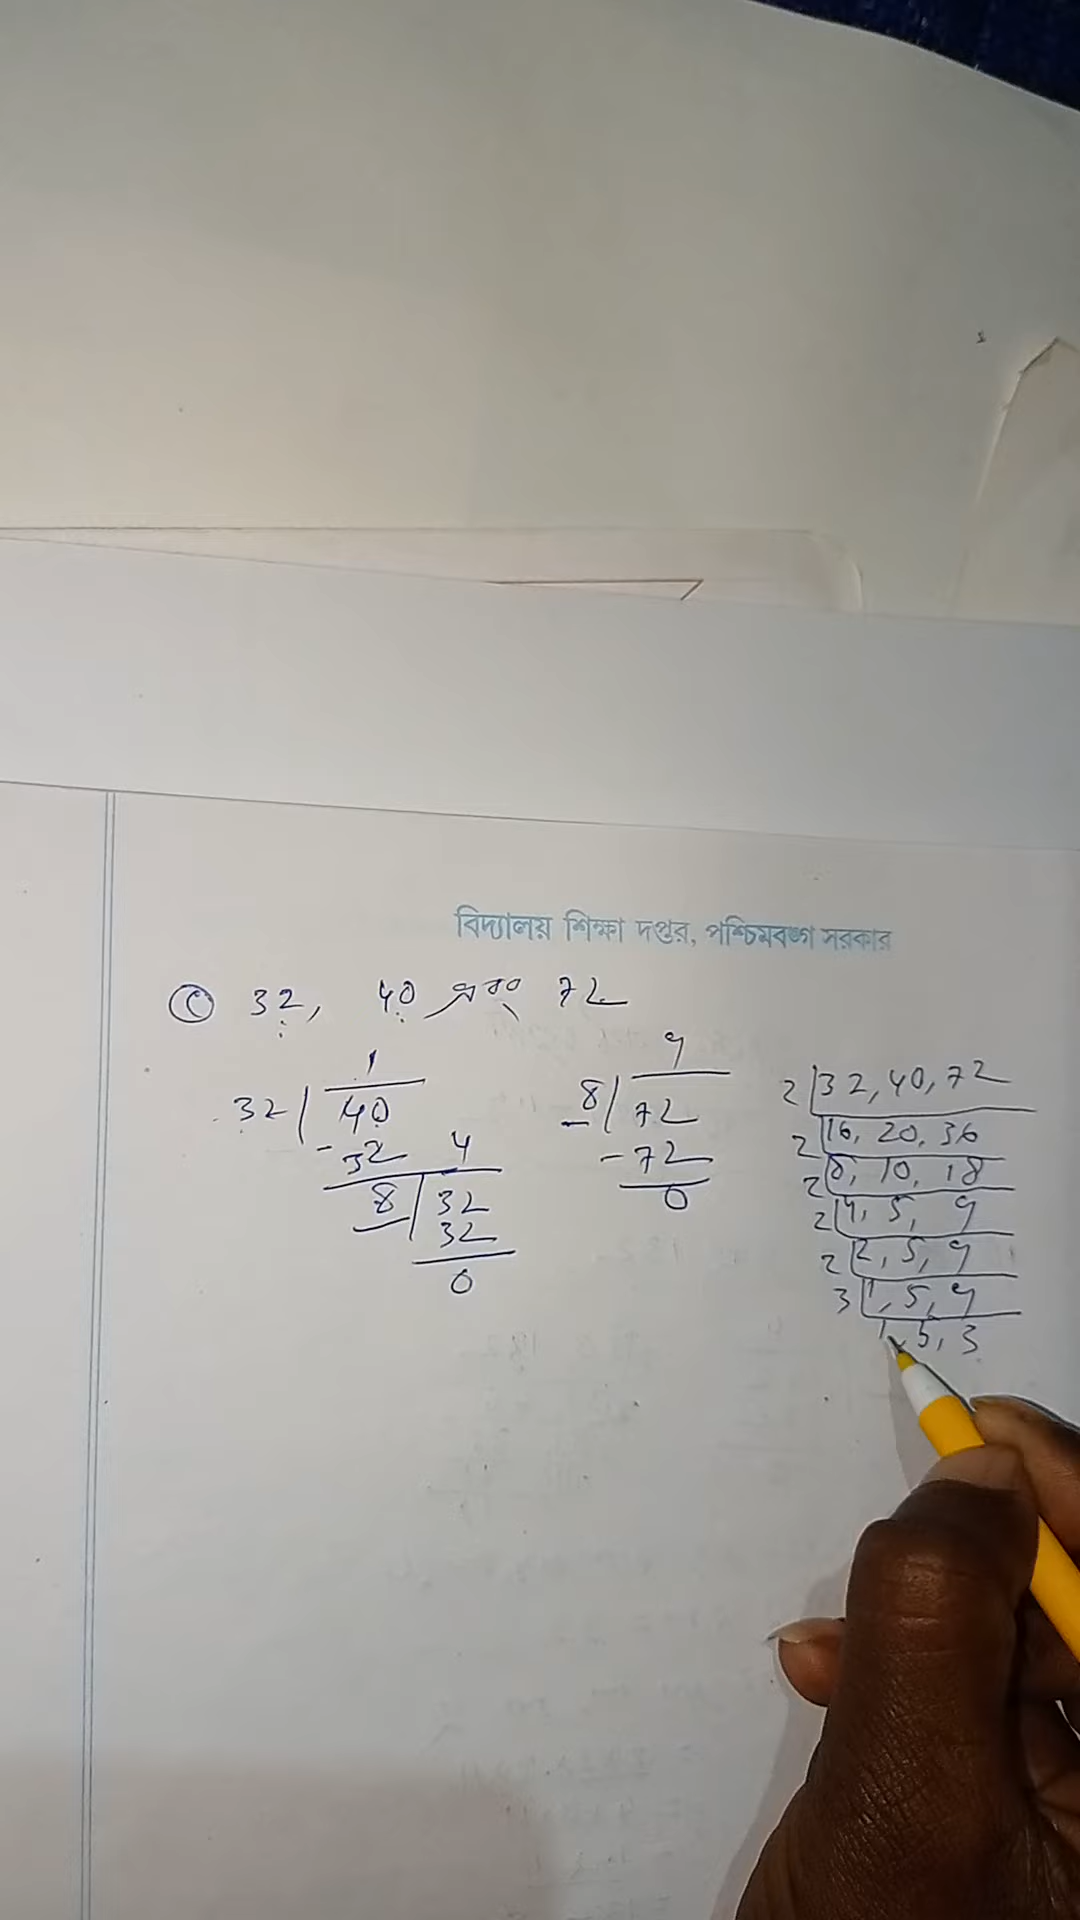 বিদ্যালয় শিক্ষা দপ্তর, পশ্চিমবঙ্গ সরকার
C 32, 40 এবং 72
1
32 40
- 32 4
8 32
32
0
9
8 72
- 72
0
2 32, 40, 72
2 16, 20, 36
2 8, 10, 18
2 4, 5, 9
2 2, 5, 9
3 1, 5, 9
1, 5, 3